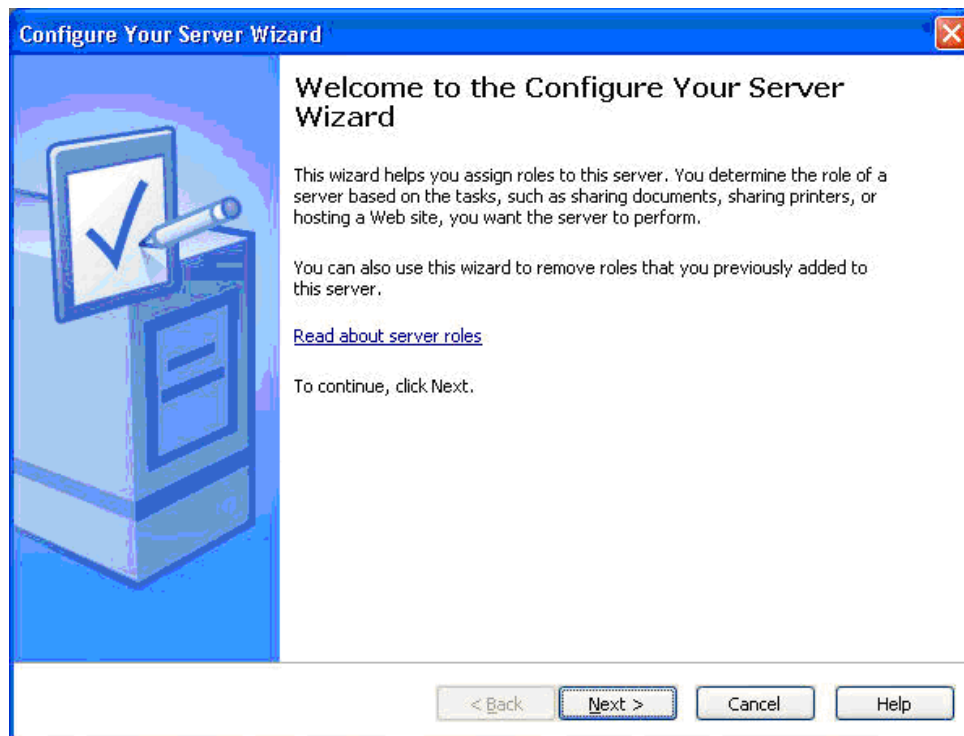 Configure Your Server Wizard
Welcome to the Configure Your Server
Wizard
This wizard helps you assign roles to this server. You determine the role of a
server based on the tasks, such as sharing documents, sharing printers, or
hosting a Web site, you want the server to perform.
You can also use this wizard to remove roles that you previously added to
this server.
Read about server roles
To continue, click Next.
< Back
Next >
Cancel
Help